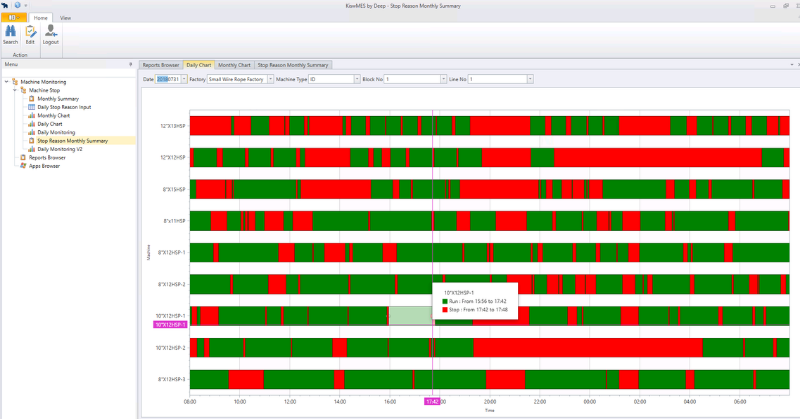 KiwiMES by Deep - Stop Reason Monthly Summary
Home View
Search Edit Logout
Action
Menu
Reports Browser Daily Chart Monthly Chart Stop Reason Monthly Summary
Date 20180731 Factory Small Wire Rope Factory Machine Type ID Block No 1 Line No 1
Machine Monitoring
Machine Stop
Monthly Summary
Daily Stop Reason Input
Monthly Chart
Daily Chart
Daily Monitoring
Stop Reason Monthly Summary
Daily Monitoring V2
Reports Browser
Apps Browser
12"X13HSP
12"X12HSP
8"X15HSP
8"x11HSP
8"X12HSP-1
8"X13HSP-2
10"X12HSP-1
10"X12HSP-1
10"X12HSP-2
8"X12HSP-3
Machine
10"X12HSP-1
Run : From 15:56 to 17:42
Stop : From 17:42 to 17:48
08:00 10:00 12:00 14:00 16:00 17:42 20:00 22:00 00:00 02:00 04:00 06:00
Time